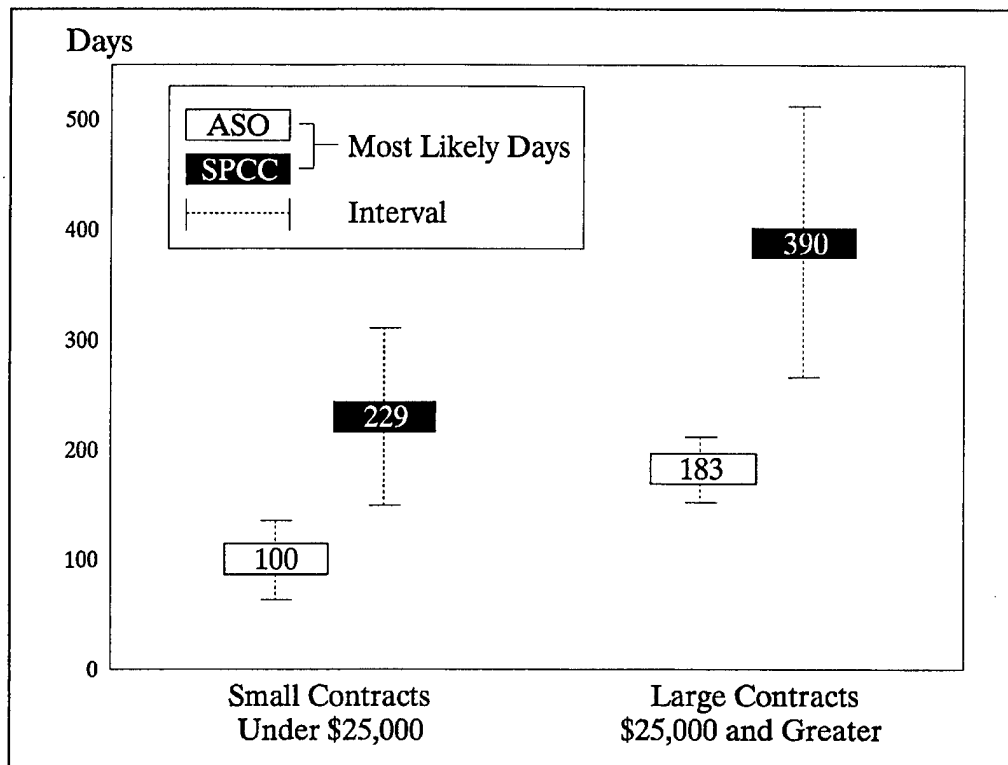 Days
500
400
300
200
100
0
ASO
SPCC
Most Likely Days
Interval
229
390
100
183
Small Contracts
Under $25,000
Large Contracts
$25,000 and Greater